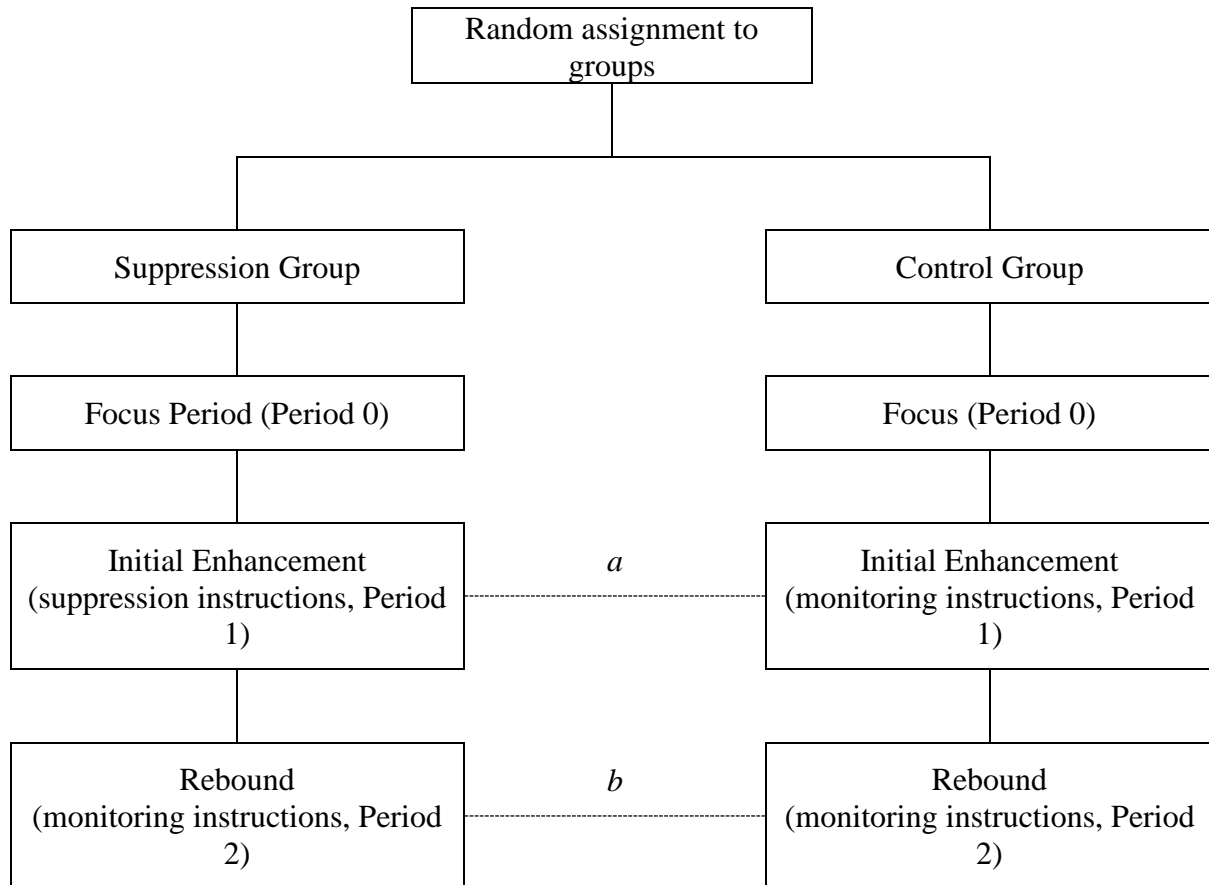 Random assignment to
groups
Suppression Group
Control Group
Focus Period (Period 0)
Focus (Period 0)
Initial Enhancement
(suppression instructions, Period
1)
a
Initial Enhancement
(monitoring instructions, Period
1)
Rebound
(monitoring instructions, Period
2)
b
Rebound
(monitoring instructions, Period
2)